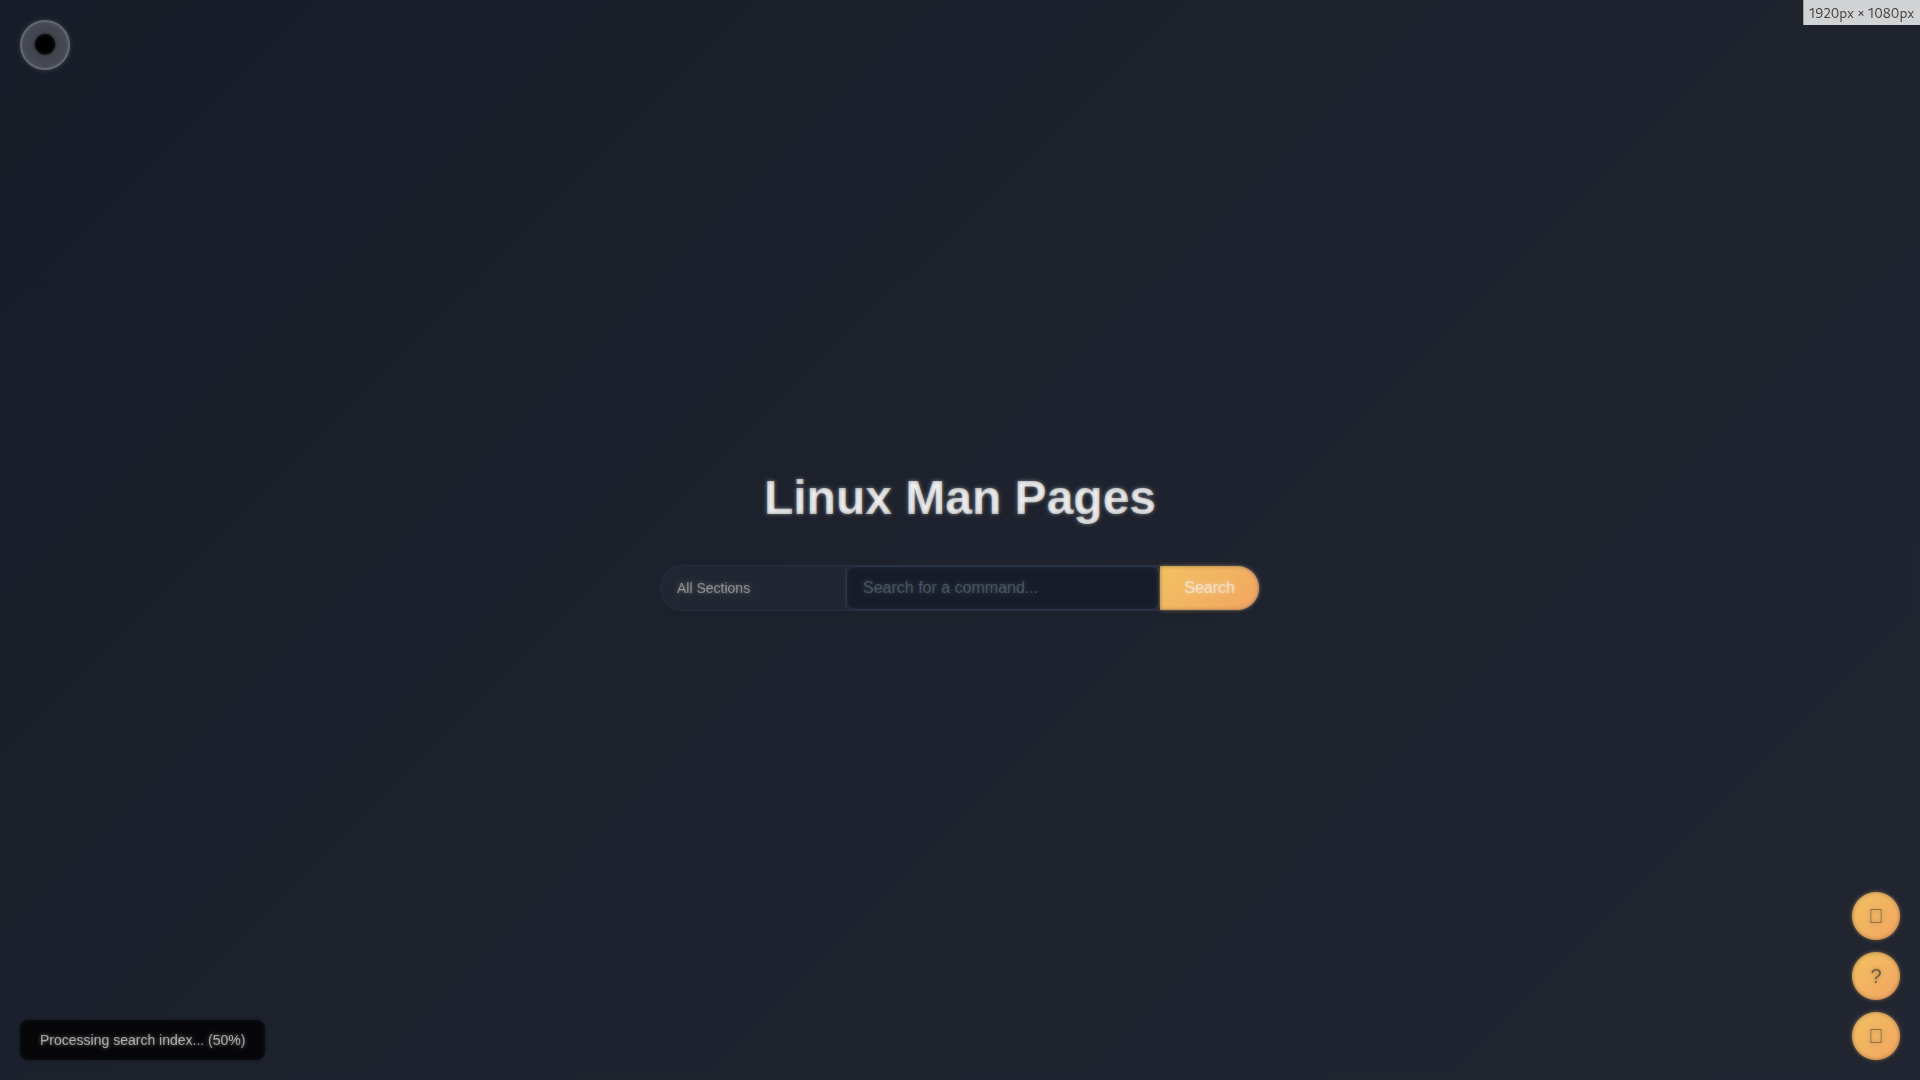 1920px × 1080px
Linux Man Pages
All Sections
Search for a command...
Search
?
Processing search index... (50%)